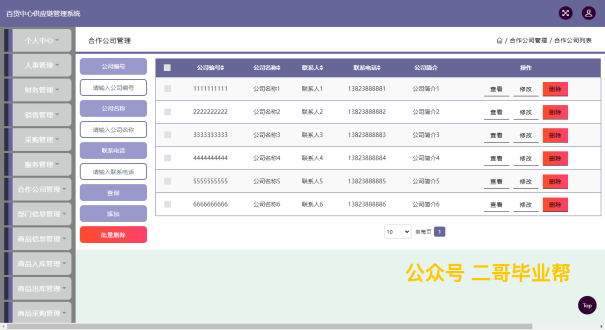 百货中心供应链管理系统
个人中心
人事管理
财务管理
销售管理
采购管理
服务管理
合作公司管理
部门信息管理
商品信息管理
商品入库管理
商品出库管理
商品采购管理
合作公司管理
/ 合作公司管理 / 合作公司列表
公司编号
请输入公司编号
公司名称
请输入公司名称
联系电话
请输入联系电话
查询
添加
批量删除
公司编号 公司名称 联系人 联系电话 公司简介 操作
1111111111 公司名称1 联系人1 13823888881 公司简介1 查看 修改 删除
2222222222 公司名称2 联系人2 13823888882 公司简介2 查看 修改 删除
3333333333 公司名称3 联系人3 13823888883 公司简介3 查看 修改 删除
4444444444 公司名称4 联系人4 13823888884 公司简介4 查看 修改 删除
5555555555 公司名称5 联系人5 13823888885 公司简介5 查看 修改 删除
6666666666 公司名称6 联系人6 13823888886 公司简介6 查看 修改 删除
10 条每页 1
公众号 二哥毕业帮
Top